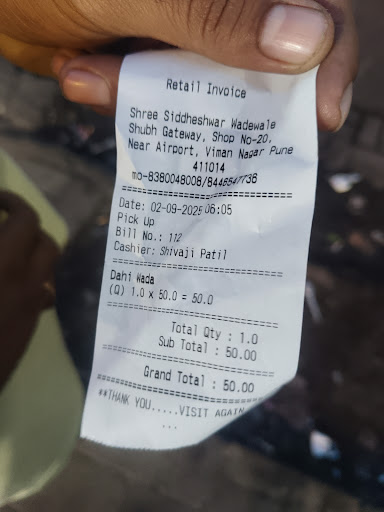 Retail Invoice
Shree Siddheshwar Wadewale
Shubh Gateway, Shop No-20,
Near Airport, Viman Nagar Pune
411014
mo-8380048008/8446547736
==============================
Date: 02-09-2025 06:05
Pick Up
Bill No.: 112
Cashier: Shivaji Patil
==============================
Dahi Wada
(Q) 1.0 x 50.0 = 50.0
==============================
Total Qty : 1.0
Sub Total : 50.00
==============================
Grand Total : 50.00
==============================
**THANK YOU.....VISIT AGAIN
...